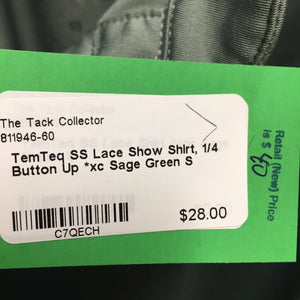 The Tack Collector
811946-60
TemTeq SS Lace Show Shirt, 1/4
Button Up *xc Sage Green S
$28.00
C7QECH
Retail (New) Price
is $ 60